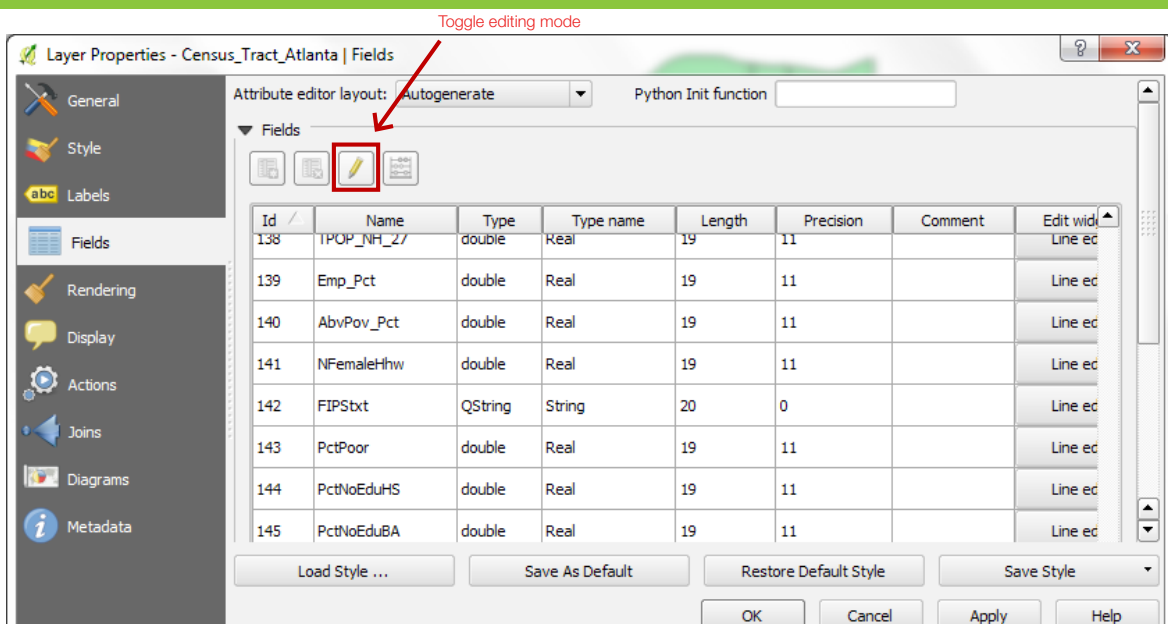 Toggle editing mode
Layer Properties - Census_Tract_Atlanta | Fields
General
Style
abc Labels
Fields
Rendering
Display
Actions
Joins
Diagrams
Metadata
Attribute editor layout: Autogenerate Python Init function
Fields
Id Name Type Type name Length Precision Comment Edit widg
138 TPOP_NH_27 double Real 19 11 Line ed
139 Emp_Pct double Real 19 11 Line ed
140 AbvPov_Pct double Real 19 11 Line ed
141 NFemaleHhw double Real 19 11 Line ed
142 FIPStxt QString String 20 0 Line ed
143 PctPoor double Real 19 11 Line ed
144 PctNoEduHS double Real 19 11 Line ed
145 PctNoEduBA double Real 19 11 Line ed
Load Style ... Save As Default Restore Default Style Save Style
OK Cancel Apply Help